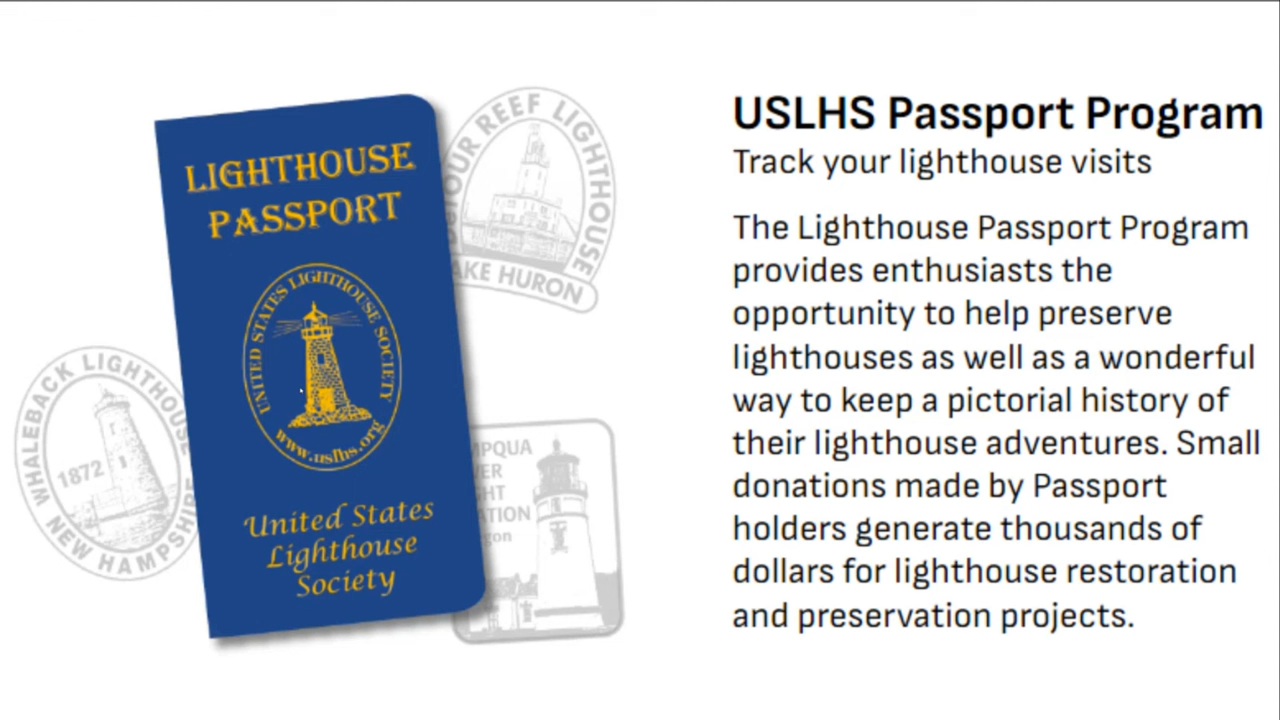 LIGHTHOUSE
PASSPORT
UNITED STATES LIGHTHOUSE SOCIETY
www.uslhs.org
United States
Lighthouse
Society
DeTOUR REEF LIGHTHOUSE
LAKE HURON
WHALEBACK LIGHTHOUSE
1872
NEW HAMPSHIRE
USLHS Passport Program
Track your lighthouse visits
The Lighthouse Passport Program
provides enthusiasts the
opportunity to help preserve
lighthouses as well as a wonderful
way to keep a pictorial history of
their lighthouse adventures. Small
donations made by Passport
holders generate thousands of
dollars for lighthouse restoration
and preservation projects.